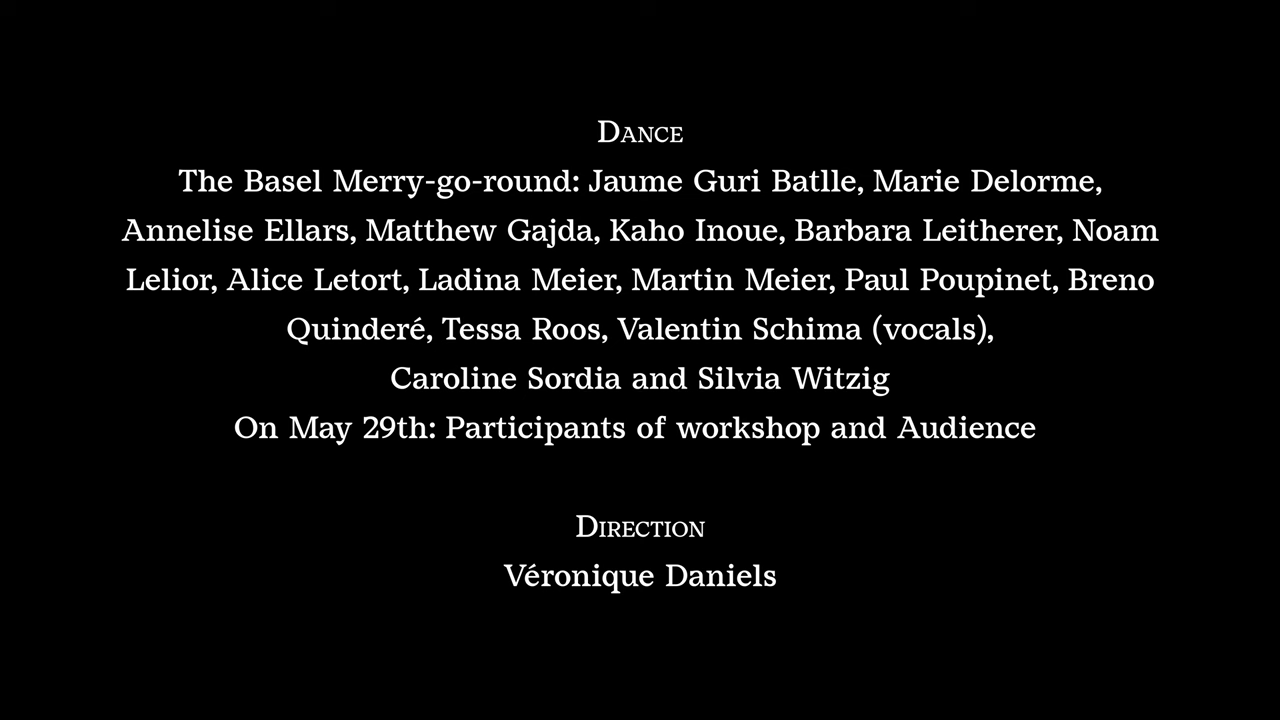 Dance
The Basel Merry-go-round: Jaume Guri Batlle, Marie Delorme,
Annelise Ellars, Matthew Gajda, Kaho Inoue, Barbara Leitherer, Noam
Lelior, Alice Letort, Ladina Meier, Martin Meier, Paul Poupinet, Breno
Quinderé, Tessa Roos, Valentin Schima (vocals),
Caroline Sordia and Silvia Witzig
On May 29th: Participants of workshop and Audience
Direction
Véronique Daniels